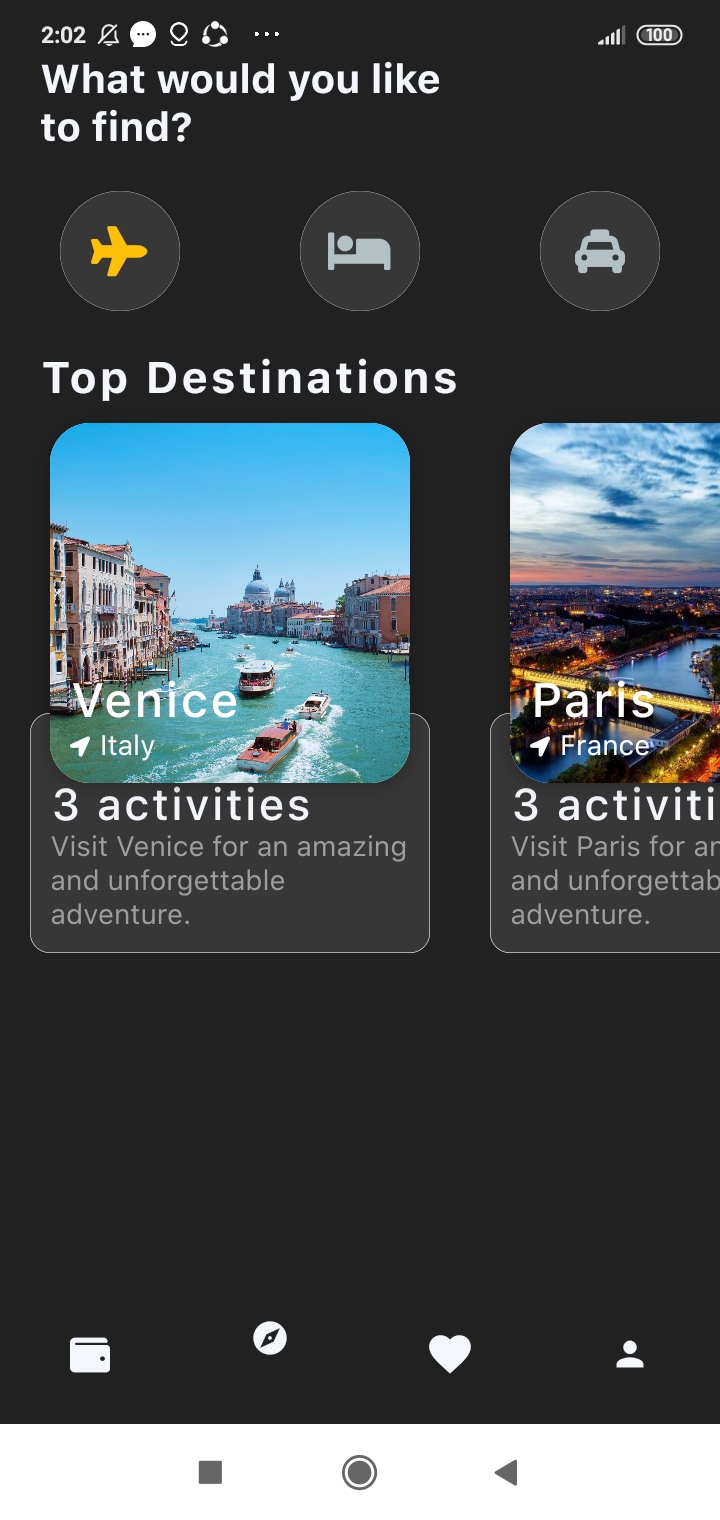 2:02
100
What would you like
to find?
Top Destinations
Venice
Italy
3 activities
Visit Venice for an amazing
and unforgettable
adventure.
Paris
France
3 activiti
Visit Paris for an
and unforgettab
adventure.